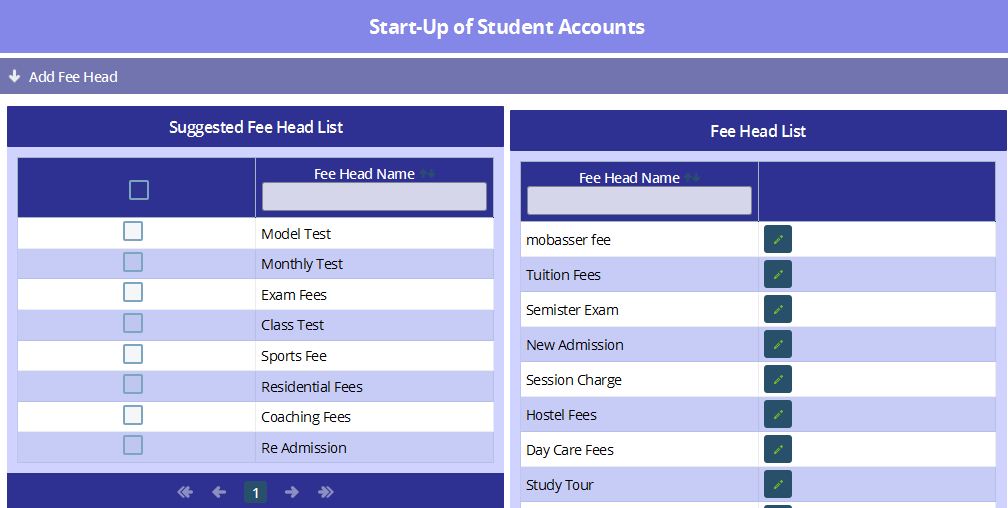 Start-Up of Student Accounts
Add Fee Head
Suggested Fee Head List
Fee Head Name
Model Test
Monthly Test
Exam Fees
Class Test
Sports Fee
Residential Fees
Coaching Fees
Re Admission
1
Fee Head List
Fee Head Name
mobasser fee
Tuition Fees
Semister Exam
New Admission
Session Charge
Hostel Fees
Day Care Fees
Study Tour